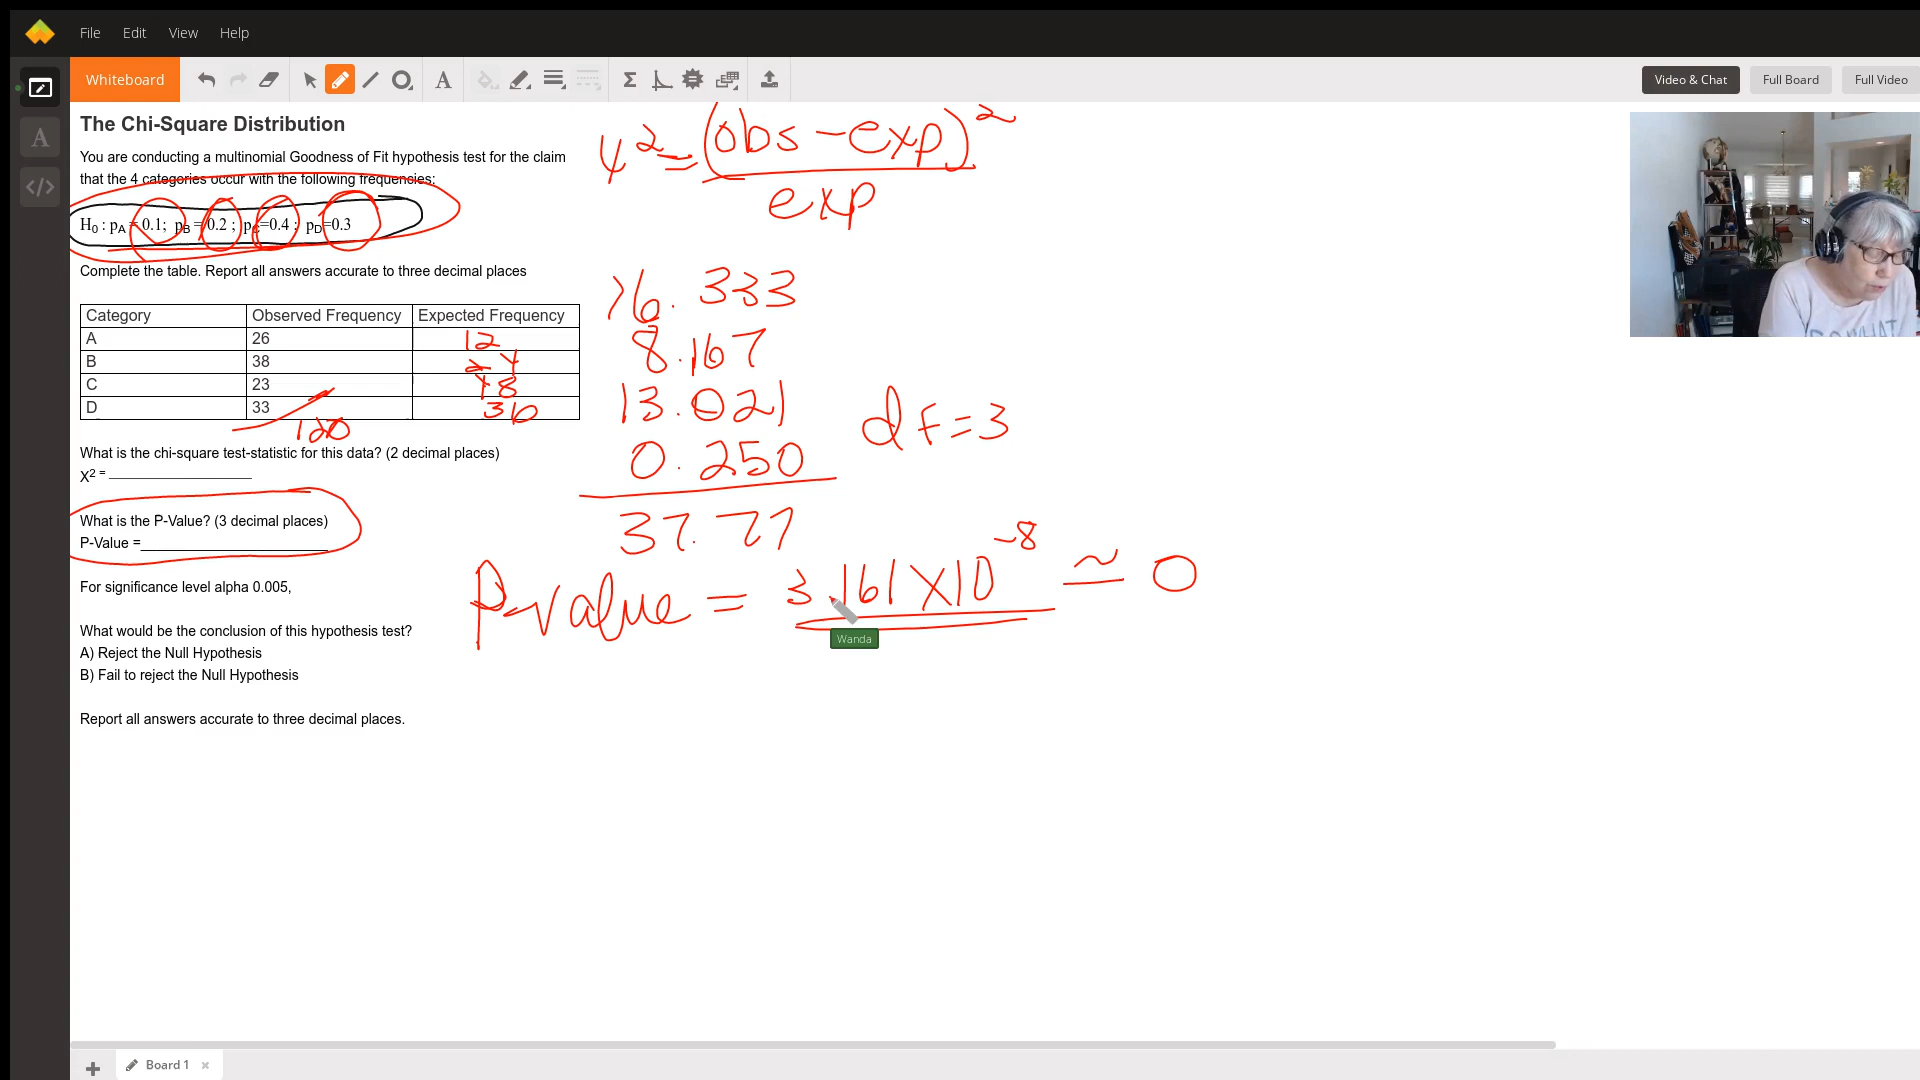 File Edit View Help
Whiteboard
Video & Chat Full Board Full Video
The Chi-Square Distribution
You are conducting a multinomial Goodness of Fit hypothesis test for the claim
that the 4 categories occur with the following frequencies:
H0 : pA = 0.1; pB = 0.2 ; pC=0.4 ; pD=0.3
Complete the table. Report all answers accurate to three decimal places
Category Observed Frequency Expected Frequency
A 26 12
B 38 24
C 23 48
D 33 36
120
What is the chi-square test-statistic for this data? (2 decimal places)
X2 = ____________________
What is the P-Value? (3 decimal places)
P-Value =__________________________
For significance level alpha 0.005,
What would be the conclusion of this hypothesis test?
A) Reject the Null Hypothesis
B) Fail to reject the Null Hypothesis
Report all answers accurate to three decimal places.
χ² = (obs - exp)²
exp
16.333
8.167
13.021
0.250
df = 3
37.77
P-value = 3.161 X 10⁻⁸ ≃ 0
Wanda
SO WHAT
Board 1